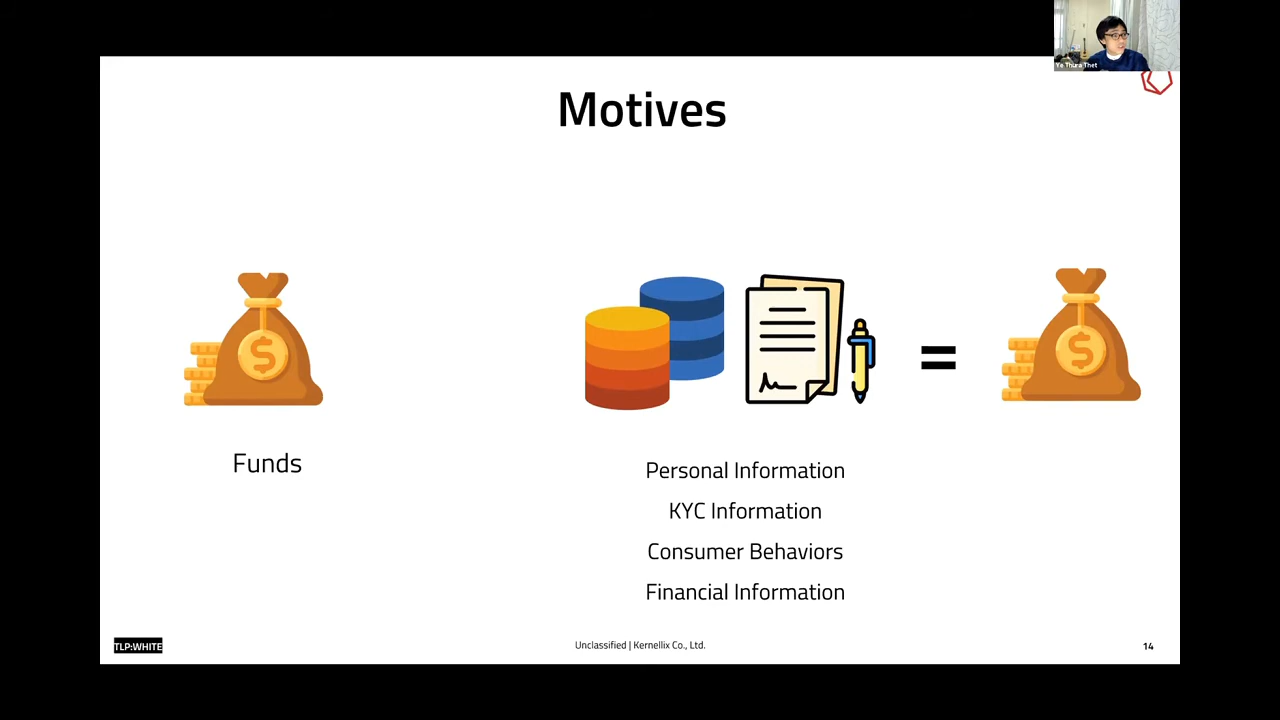 Ye Thura Thet
Motives
$
$
=
Funds
Personal Information
KYC Information
Consumer Behaviors
Financial Information
TLP:WHITE
Unclassified | Kernellix Co., Ltd.
14